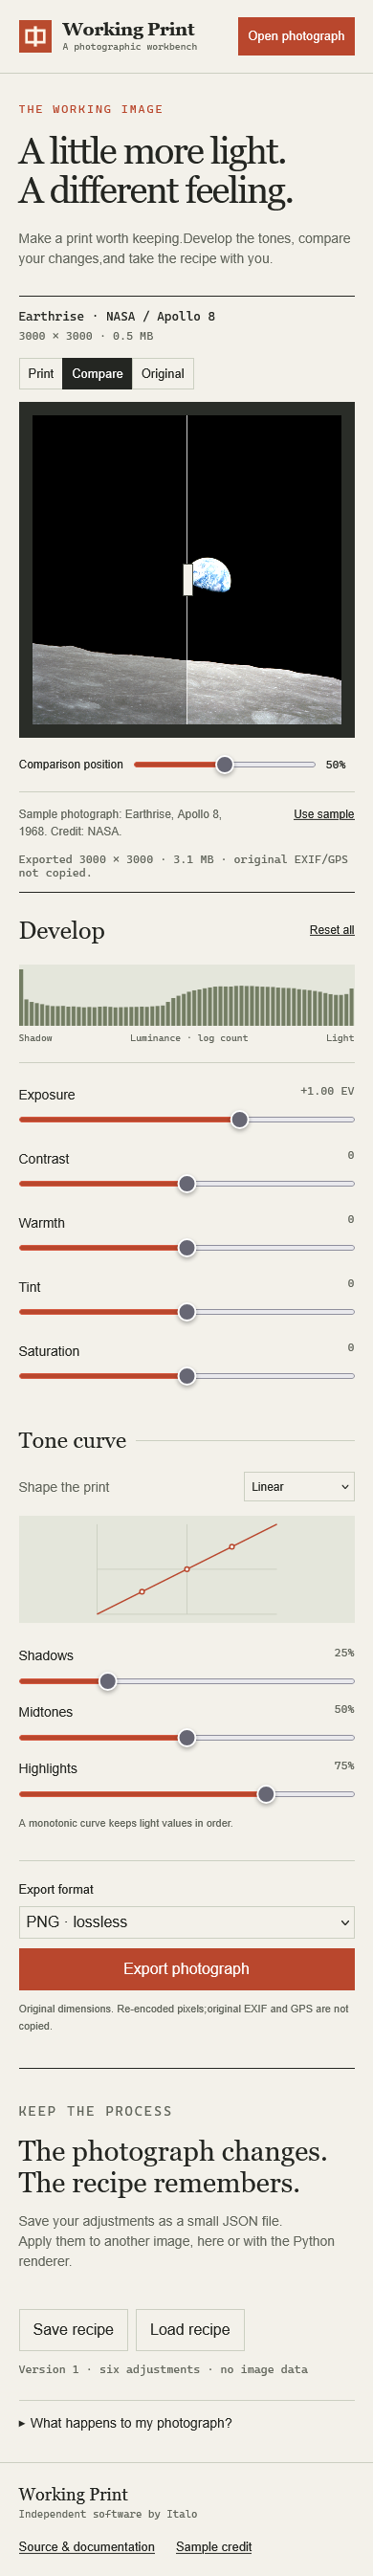 Working Print
A photographic workbench
Open photograph
THE WORKING IMAGE
A little more light.
A different feeling.
Make a print worth keeping.Develop the tones, compare
your changes,and take the recipe with you.
Earthrise · NASA / Apollo 8
3000 × 3000 · 0.5 MB
Print
Compare
Original
Comparison position
50%
Sample photograph: Earthrise, Apollo 8,
1968. Credit: NASA.
Use sample
Exported 3000 × 3000 · 3.1 MB · original EXIF/GPS
not copied.
Develop
Reset all
Shadow
Luminance · log count
Light
Exposure
+1.00 EV
Contrast
0
Warmth
0
Tint
0
Saturation
0
Tone curve
Shape the print
Linear
Shadows
25%
Midtones
50%
Highlights
75%
A monotonic curve keeps light values in order.
Export format
PNG · lossless
Export photograph
Original dimensions. Re-encoded pixels;original EXIF and GPS are not
copied.
KEEP THE PROCESS
The photograph changes.
The recipe remembers.
Save your adjustments as a small JSON file.
Apply them to another image, here or with the Python
renderer.
Save recipe
Load recipe
Version 1 · six adjustments · no image data
What happens to my photograph?
Working Print
Independent software by Italo
Source & documentation
Sample credit